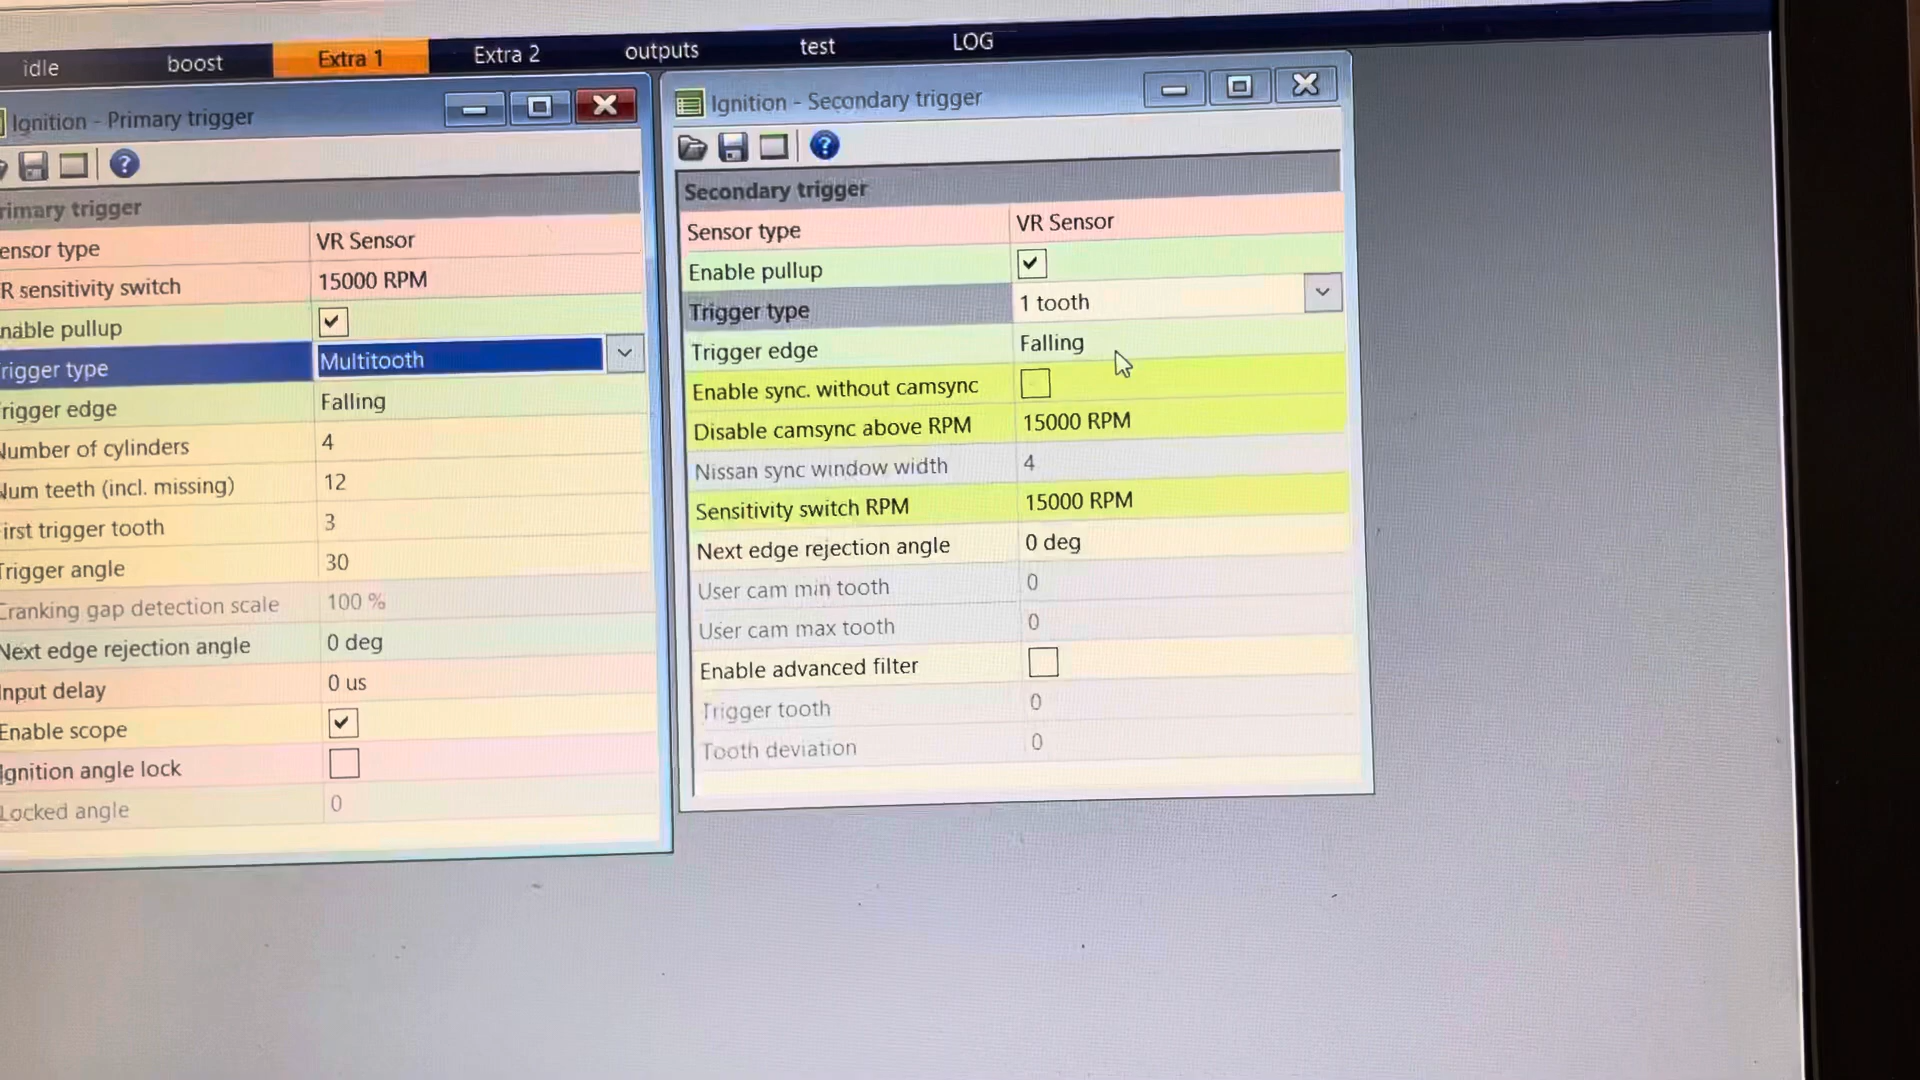 idle boost Extra 1 Extra 2 outputs test LOG
Ignition - Primary trigger
rimary trigger
ensor type VR Sensor
R sensitivity switch 15000 RPM
nable pullup
rigger type Multitooth
rigger edge Falling
Number of cylinders 4
Num teeth (incl. missing) 12
First trigger tooth 3
Trigger angle 30
Cranking gap detection scale 100 %
Next edge rejection angle 0 deg
Input delay 0 us
Enable scope
Ignition angle lock
Locked angle 0
Ignition - Secondary trigger
Secondary trigger
Sensor type VR Sensor
Enable pullup
Trigger type 1 tooth
Trigger edge Falling
Enable sync. without camsync
Disable camsync above RPM 15000 RPM
Nissan sync window width 4
Sensitivity switch RPM 15000 RPM
Next edge rejection angle 0 deg
User cam min tooth 0
User cam max tooth 0
Enable advanced filter
Trigger tooth 0
Tooth deviation 0